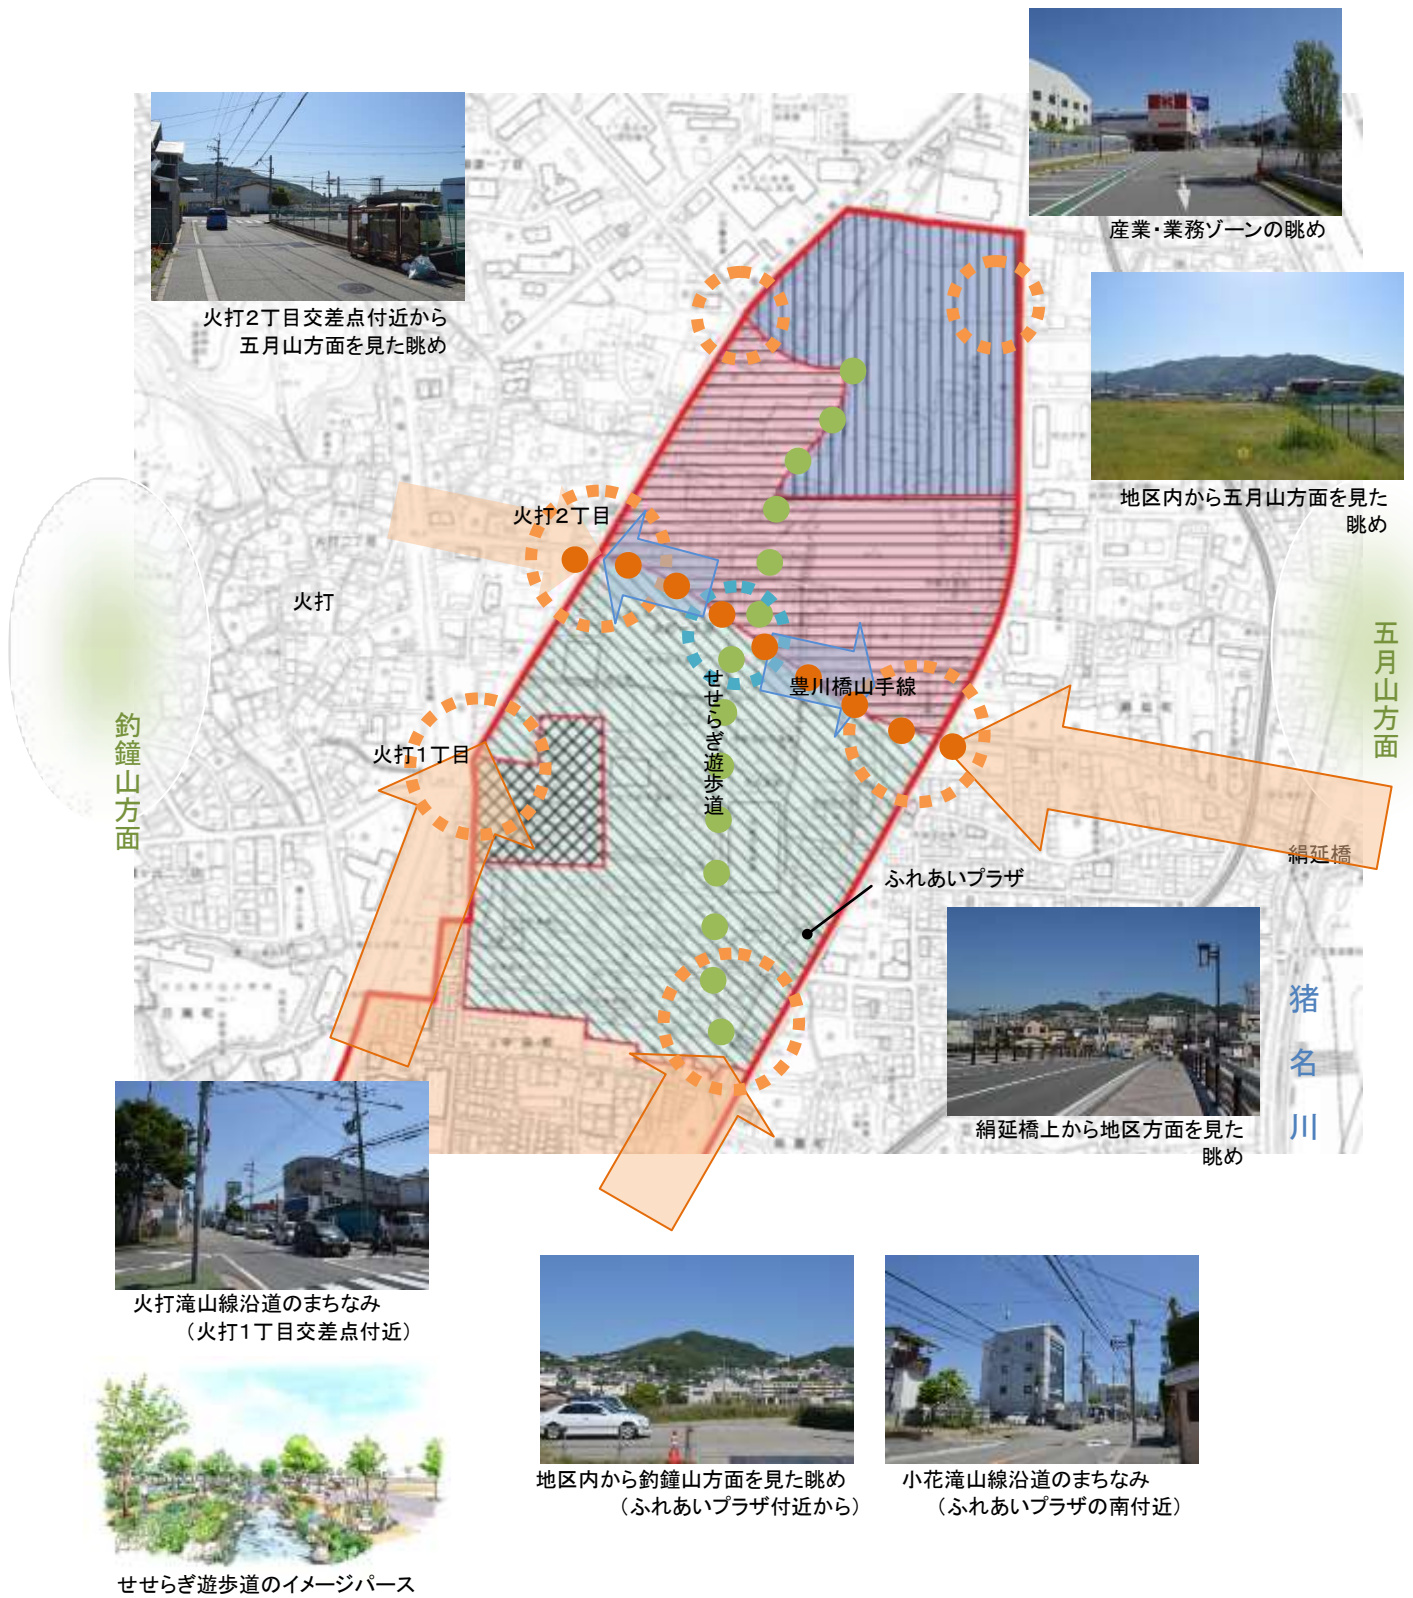 産業・業務ゾーンの眺め
火打２丁目交差点付近から
五月山方面を見た眺め
地区内から五月山方面を見た
眺め
火打２丁目
火打
五月山方面
釣鐘山方面
せせらぎ遊歩道
豊川橋山手線
火打１丁目
絹延橋
ふれあいプラザ
猪名川
絹延橋上から地区方面を見た
眺め
火打滝山線沿道のまちなみ
（火打１丁目交差点付近）
地区内から釣鐘山方面を見た眺め
（ふれあいプラザ付近から）
小花滝山線沿道のまちなみ
（ふれあいプラザの南付近）
せせらぎ遊歩道のイメージパース